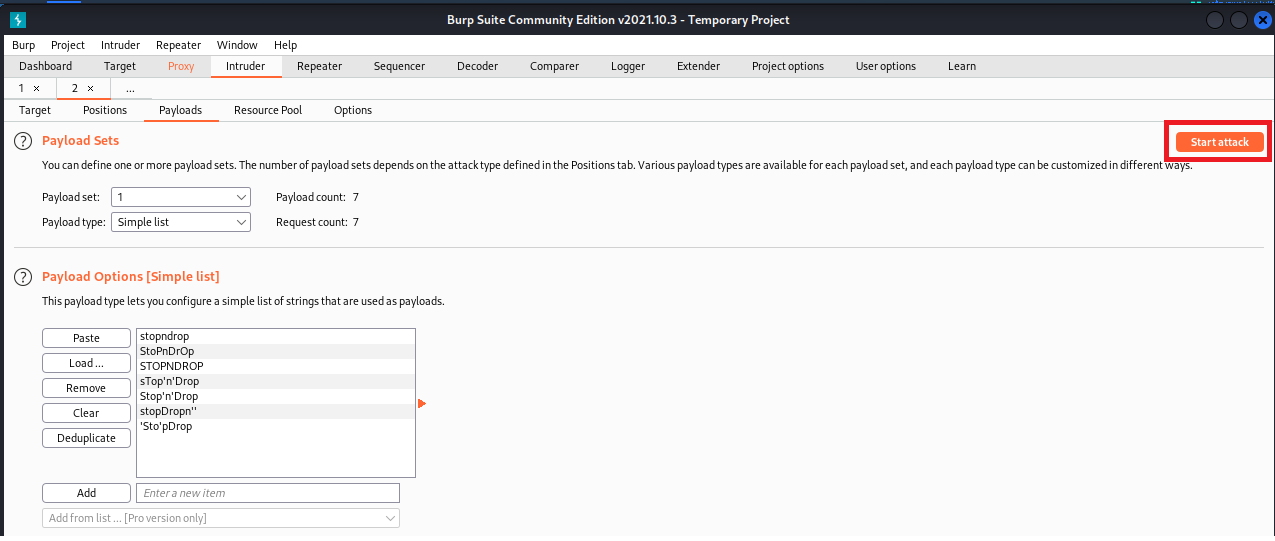 Burp Suite Community Edition v2021.10.3 - Temporary Project
Burp Project Intruder Repeater Window Help
Dashboard Target Proxy Intruder Repeater Sequencer Decoder Comparer Logger Extender Project options User options Learn
1 × 2 × ...
Target Positions Payloads Resource Pool Options
? Payload Sets
Start attack
You can define one or more payload sets. The number of payload sets depends on the attack type defined in the Positions tab. Various payload types are available for each payload set, and each payload type can be customized in different ways.
Payload set: 1 Payload count: 7
Payload type: Simple list Request count: 7
? Payload Options [Simple list]
This payload type lets you configure a simple list of strings that are used as payloads.
Paste
Load ...
Remove
Clear
Deduplicate
stopndrop
StoPnDrOp
STOPNDROP
sTop'n'Drop
Stop'n'Drop
stopDropn''
'Sto'pDrop
Add Enter a new item
Add from list ... [Pro version only]